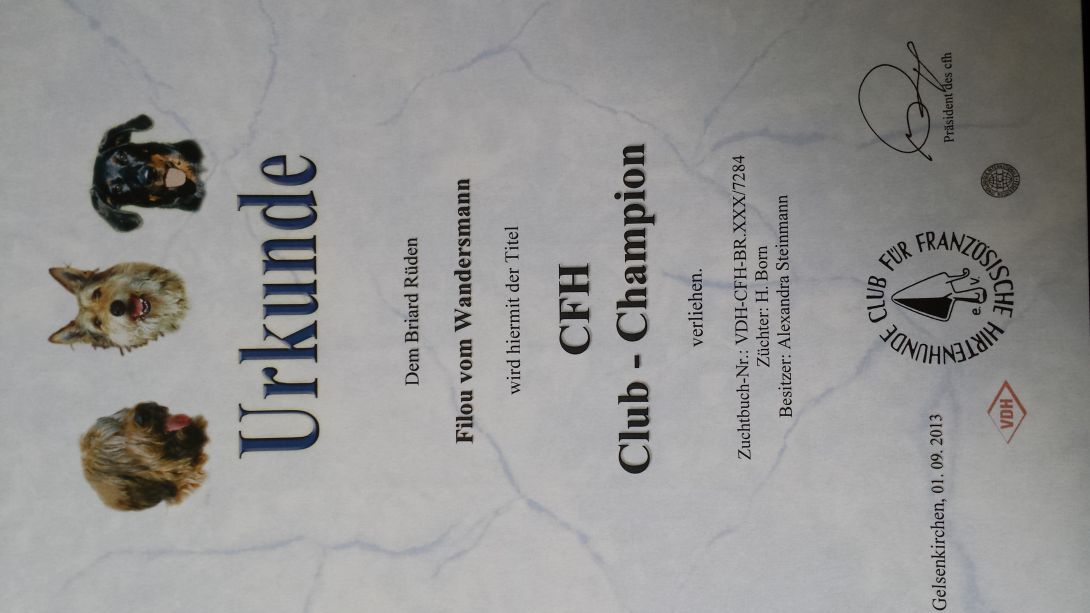 Urkunde
Dem Briard Rüden
Filou vom Wandersmann
wird hiermit der Titel
CFH
Club - Champion
verliehen.
Zuchtbuch-Nr.: VDH-CFH-BR.XXX/7284
Züchter: H. Born
Besitzer: Alexandra Steinmann
Gelsenkirchen, 01. 09. 2013
VDH
CLUB FÜR FRANZÖSISCHE HIRTENHUNDE
e. V.
Präsident des cfh